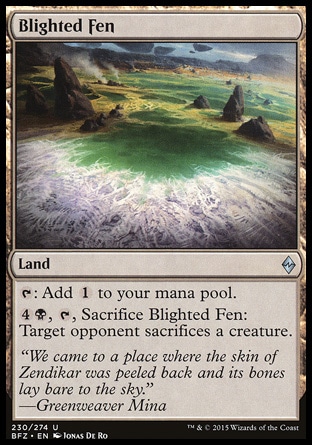 Blighted Fen
Land
: Add 1 to your mana pool.
4, , Sacrifice Blighted Fen:
Target opponent sacrifices a creature.
“We came to a place where the skin of
Zendikar was peeled back and its bones
lay bare to the sky.”
—Greenweaver Mina
230/274 U
BFZ • EN Jonas De Ro
™ & © 2015 Wizards of the Coast